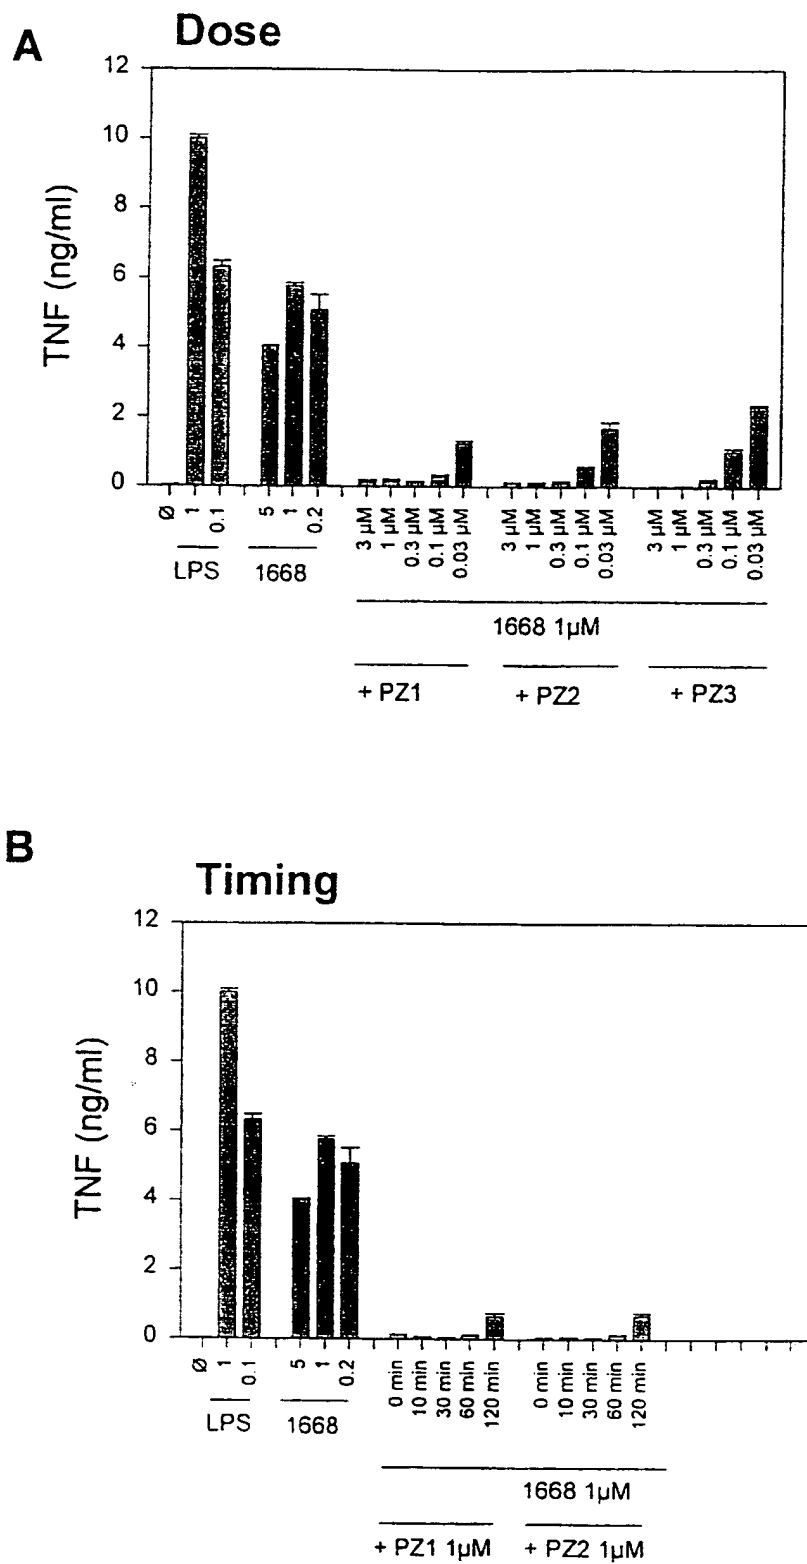 A
Dose
12
10
8
6
4
2
0
TNF (ng/ml)
Ø
1
0.1
5
1
0.2
3 µM
1 µM
0.3 µM
0.1 µM
0.03 µM
3 µM
1 µM
0.3 µM
0.1 µM
0.03 µM
3 µM
1 µM
0.3 µM
0.1 µM
0.03 µM
LPS
1668
1668 1µM
+ PZ1
+ PZ2
+ PZ3
B
Timing
12
10
8
6
4
2
0
TNF (ng/ml)
Ø
1
0.1
5
1
0.2
0 min
10 min
30 min
60 min
120 min
0 min
10 min
30 min
60 min
120 min
LPS
1668
1668 1µM
+ PZ1 1µM
+ PZ2 1µM